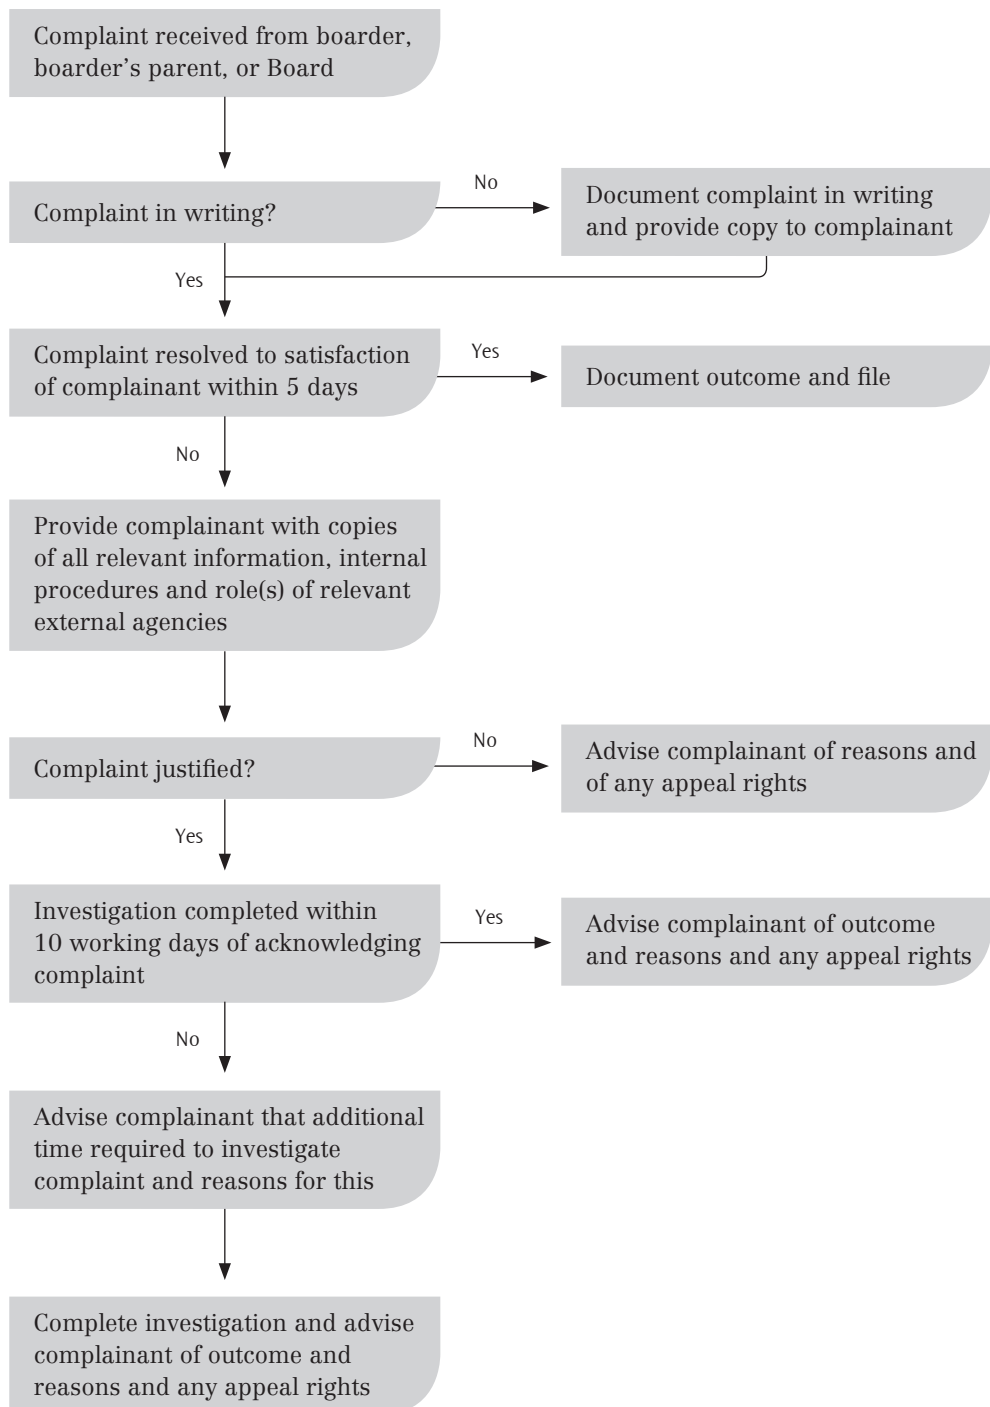 Complaint received from boarder,
boarder's parent, or Board
Complaint in writing?
No
Document complaint in writing
and provide copy to complainant
Yes
Complaint resolved to satisfaction
of complainant within 5 days
Yes
Document outcome and file
No
Provide complainant with copies
of all relevant information, internal
procedures and role(s) of relevant
external agencies
Complaint justified?
No
Advise complainant of reasons and
of any appeal rights
Yes
Investigation completed within
10 working days of acknowledging
complaint
Yes
Advise complainant of outcome
and reasons and any appeal rights
No
Advise complainant that additional
time required to investigate
complaint and reasons for this
Complete investigation and advise
complainant of outcome and
reasons and any appeal rights